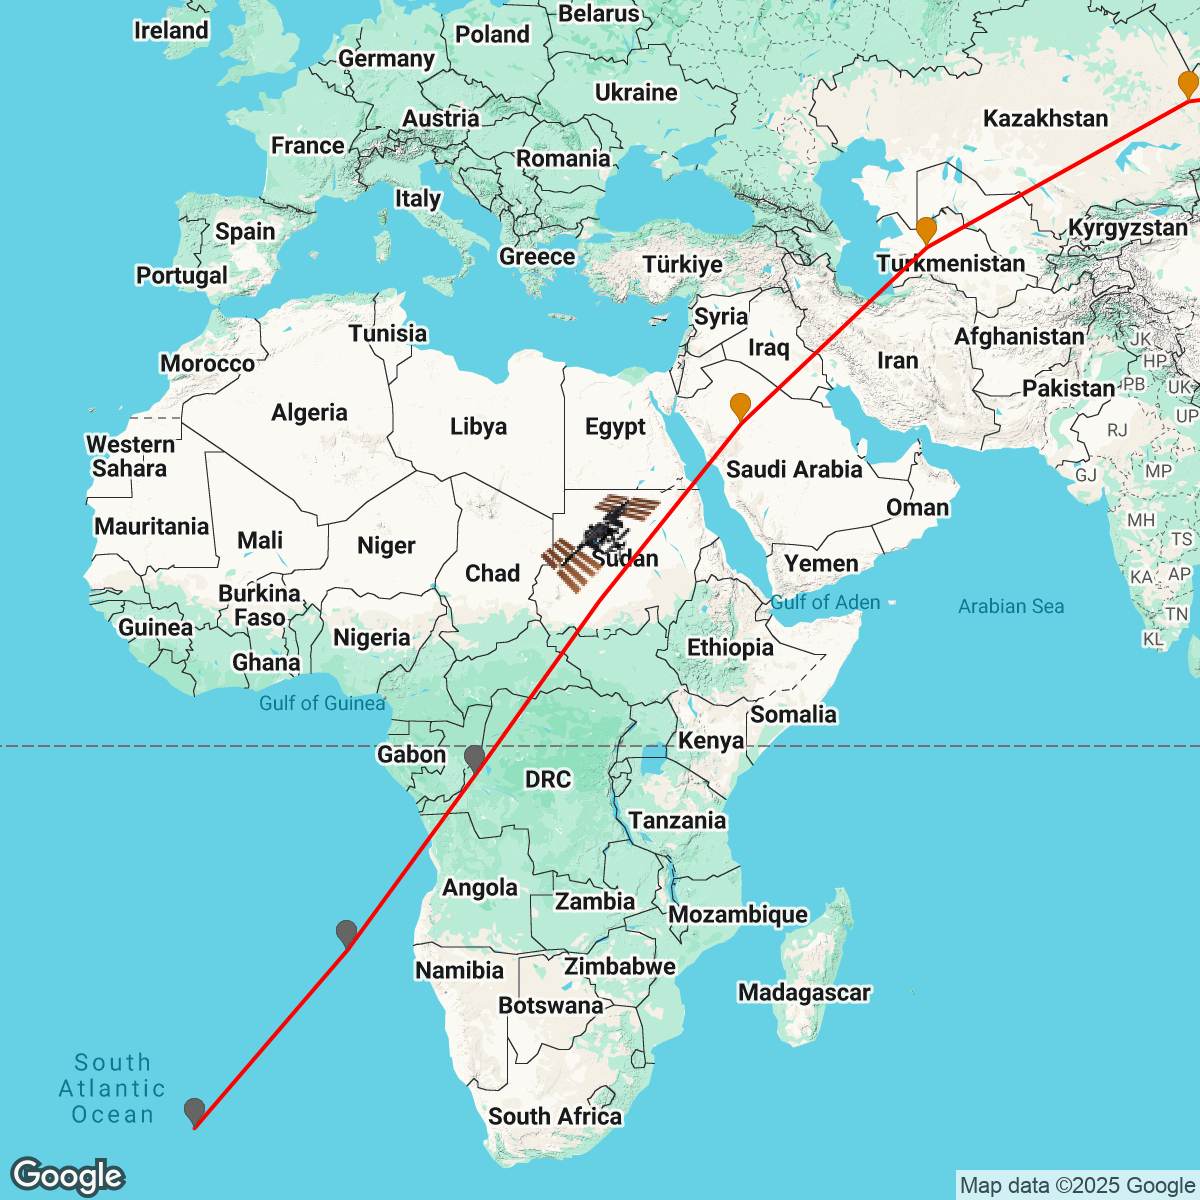 Ireland
Belarus
Poland
Germany
Ukraine
Kazakhstan
Austria
France
Romania
Italy
Spain
Kyrgyzstan
Greece
Türkiye
Turkmenistan
Portugal
Syria
Tunisia
Iraq
Afghanistan
JK
Morocco
Iran
HP
Pakistan
PB
UK
Algeria
UP
Libya
Egypt
RJ
Western
Sahara
Saudi Arabia
MP
GJ
Oman
Mauritania
MH
Mali
Niger
TS
Sudan
Yemen
Chad
KA
AP
Burkina
Faso
Gulf of Aden
Arabian Sea
TN
Guinea
Nigeria
KL
Ethiopia
Ghana
Gulf of Guinea
Somalia
Kenya
Gabon
DRC
Tanzania
Angola
Zambia
Mozambique
Namibia
Zimbabwe
Madagascar
Botswana
South
Atlantic
Ocean
South Africa
Google
Map data ©2025 Google